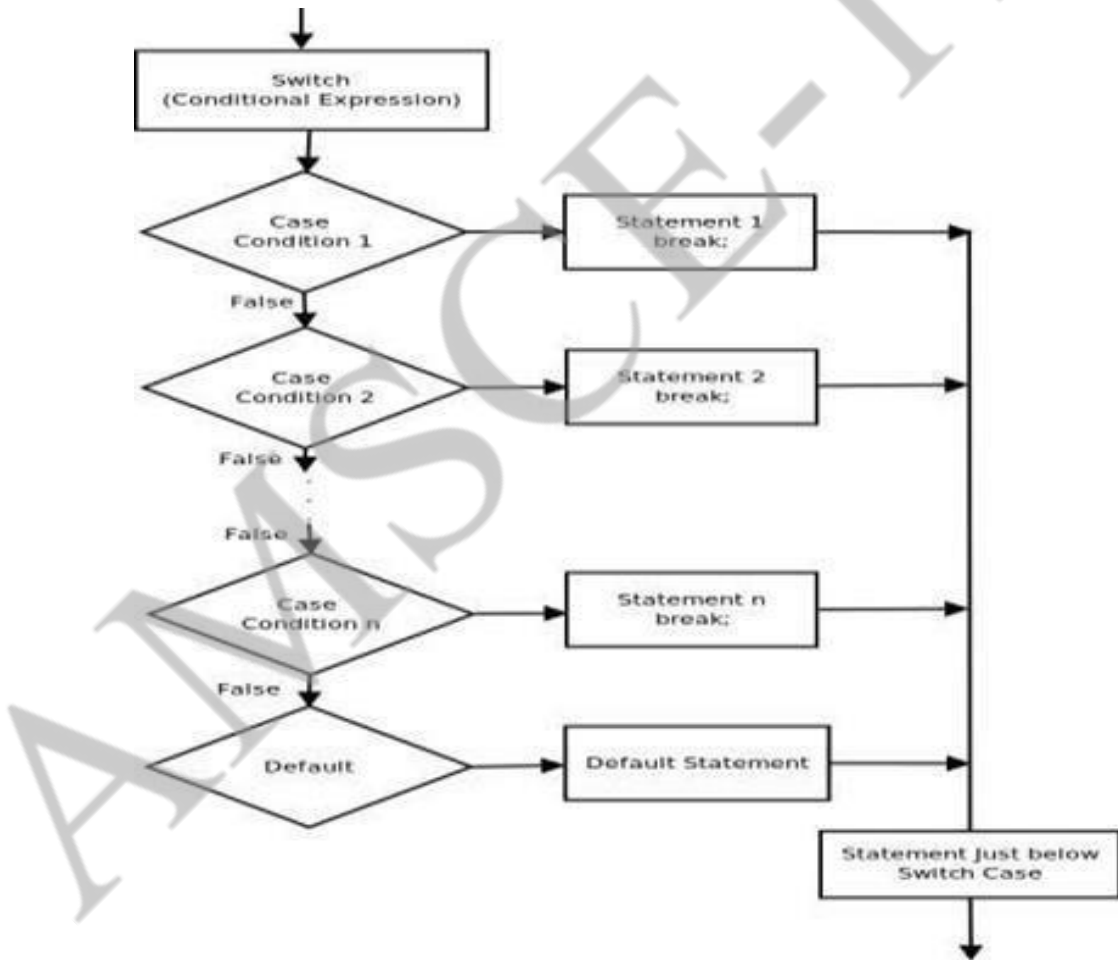 Switch
(Conditional Expression)
Case
Condition 1
Statement 1
break;
False
Case
Condition 2
Statement 2
break;
False
False
Case
Condition n
Statement n
break;
False
Default
Default Statement
Statement Just below
Switch Case
AMSCE-